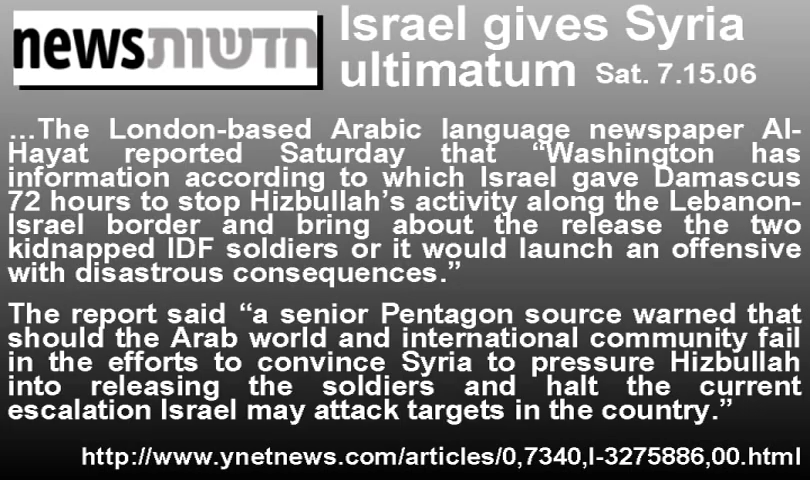 newsחדשות
Israel gives Syria
ultimatum Sat. 7.15.06
...The London-based Arabic language newspaper Al-
Hayat reported Saturday that “Washington has
information according to which Israel gave Damascus
72 hours to stop Hizbullah’s activity along the Lebanon-
Israel border and bring about the release the two
kidnapped IDF soldiers or it would launch an offensive
with disastrous consequences.”
The report said “a senior Pentagon source warned that
should the Arab world and international community fail
in the efforts to convince Syria to pressure Hizbullah
into releasing the soldiers and halt the current
escalation Israel may attack targets in the country.”
http://www.ynetnews.com/articles/0,7340,l-3275886,00.html